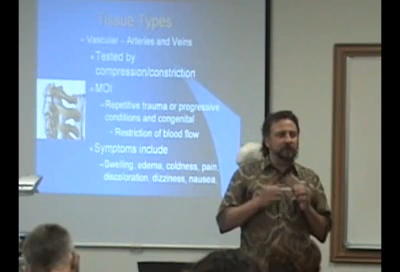 Tissue Types
- Vascular – Arteries and Veins
Tested by
compression/constriction
MOI
- Repetitive trauma or progressive
conditions and congenital
- Restriction of blood flow
Symptoms include
- Swelling, edema, coldness, pain,
discoloration, dizziness, nausea,